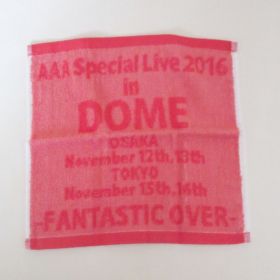 AAA Special Live 2016
in
DOME
OSAKA
November 12th,13th
TOKYO
November 15th,16th
-FANTASTIC OVER-